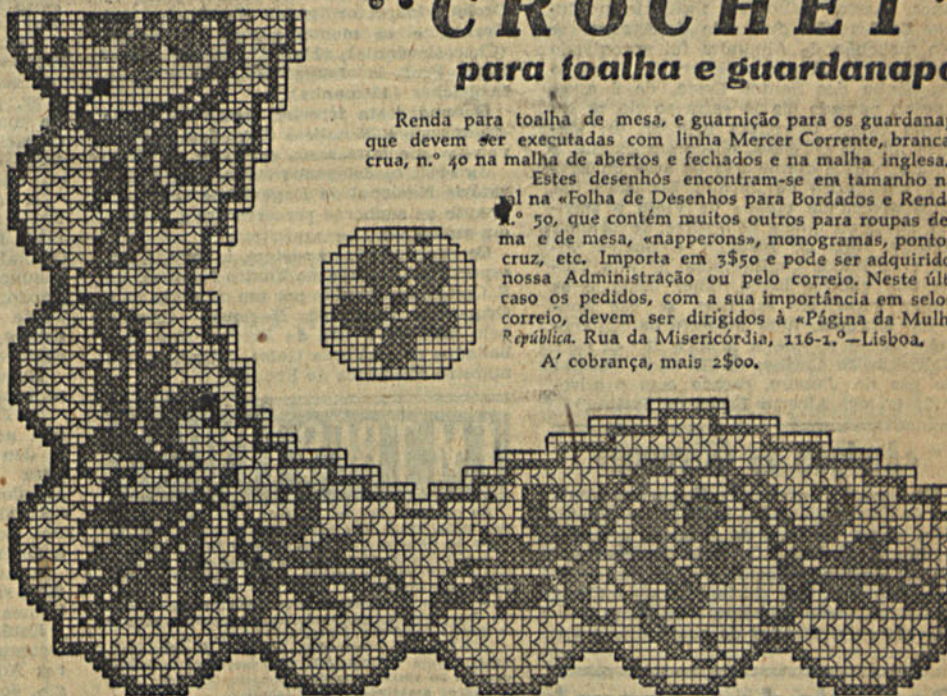 "CROCHET"
para toalha e guardanapo
Renda para toalha de mesa, e guarnição para os guardana
que devem ser executadas com linha Mercer Corrente, branca
crua, n.º 40 na malha de abertos e fechados e na malha inglesa.
Estes desenhos encontram-se em tamanho n
al na «Folha de Desenhos para Bordados e Rend
n.º 50, que contém muitos outros para roupas de
ma e de mesa, «napperons», monogramas, ponto
cruz, etc. Importa em 3$50 e pode ser adquirid
nossa Administração ou pelo correio. Neste úl
caso os pedidos, com a sua importância em selo
correio, devem ser dirigidos à «Página da Mulh
República. Rua da Misericórdia, 116-1.º—Lisboa.
A' cobrança, mais 2$00.